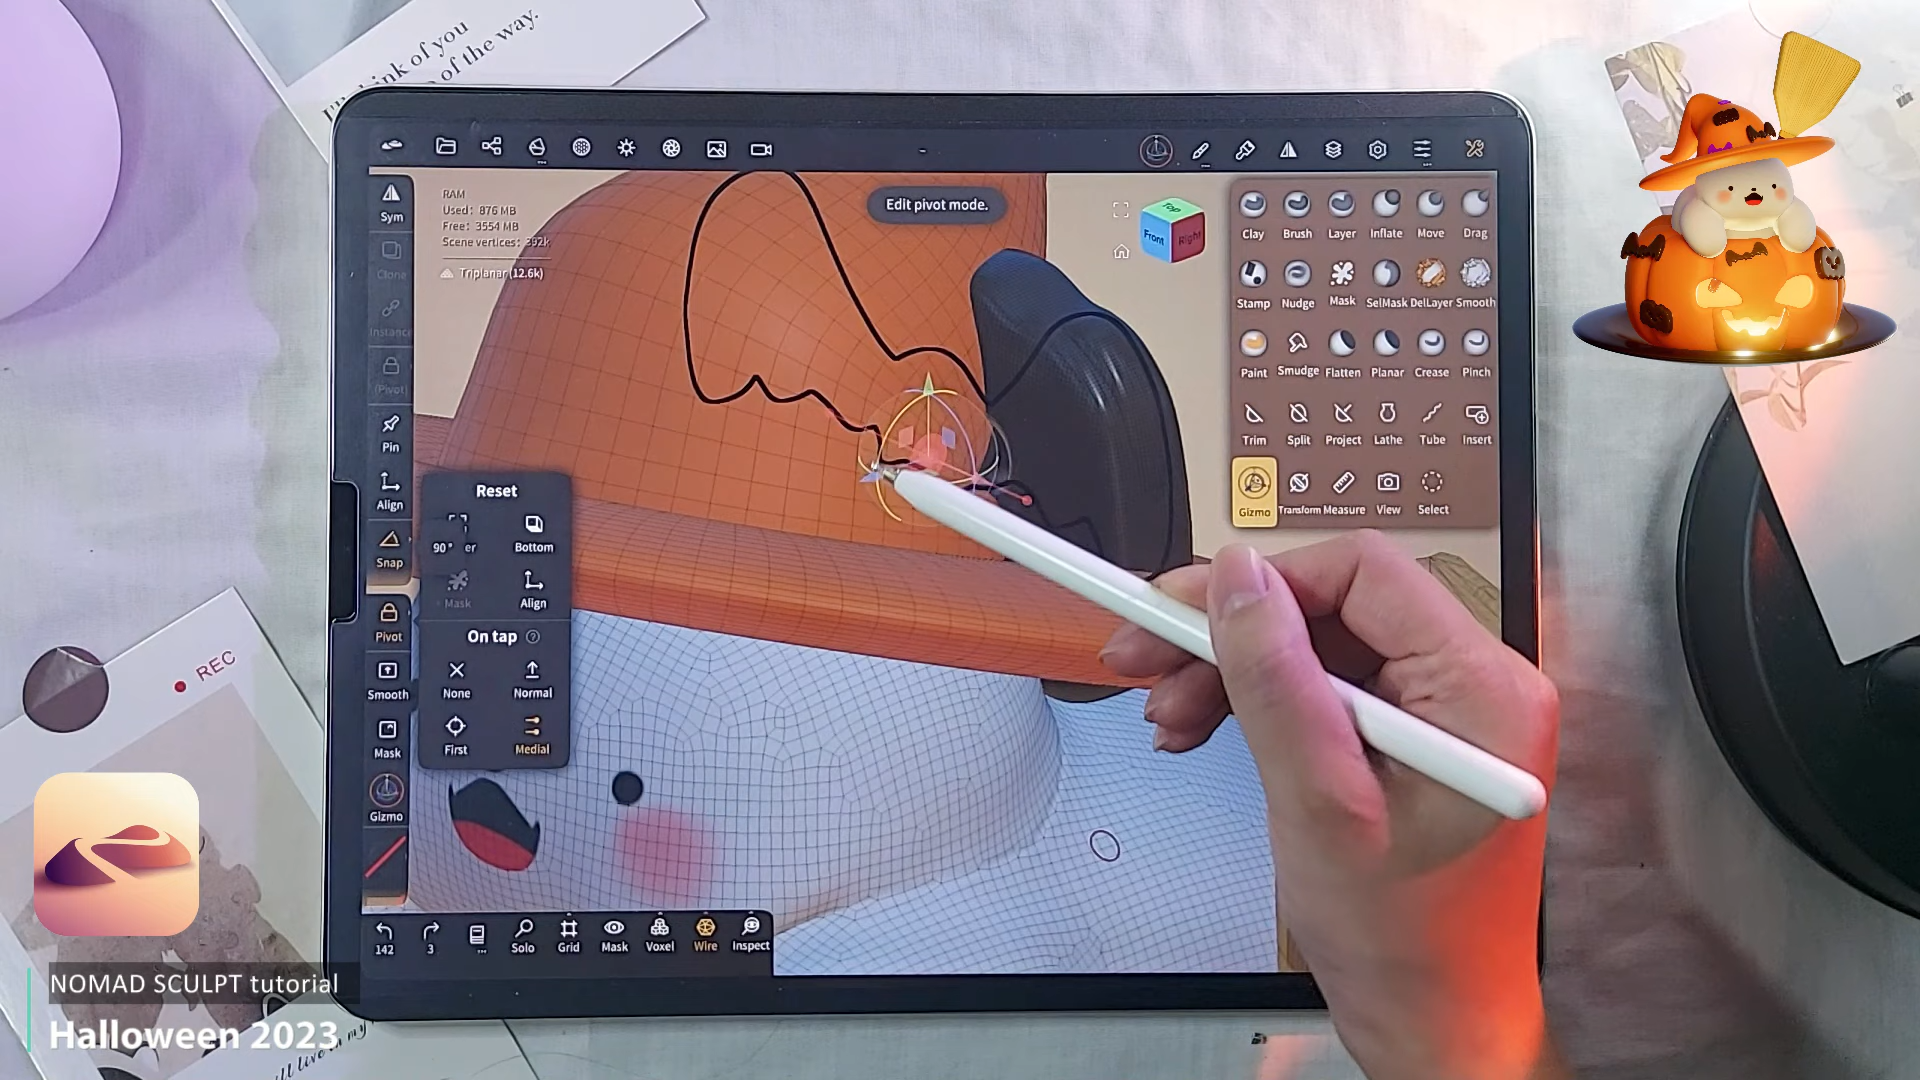 of you
of the way.
Edit pivot mode.
RAM
Used: 876 MB
Free: 3554 MB
Scene vertices: 392k
Triplanar (12.6k)
Sym
Clone
Instance
(Pivot)
Pin
Align
Snap
Pivot
Smooth
Mask
Gizmo
Reset
90°
Bottom
Mask
Align
On tap ?
None
Normal
First
Medial
Top
Front
Right
Clay
Brush
Layer
Inflate
Move
Drag
Stamp
Nudge
Mask
SelMask
DelLayer
Smooth
Paint
Smudge
Flatten
Planar
Crease
Pinch
Trim
Split
Project
Lathe
Tube
Insert
Gizmo
Transform
Measure
View
Select
142
3
Solo
Grid
Mask
Voxel
Wire
Inspect
REC
NOMAD SCULPT tutorial
Halloween 2023